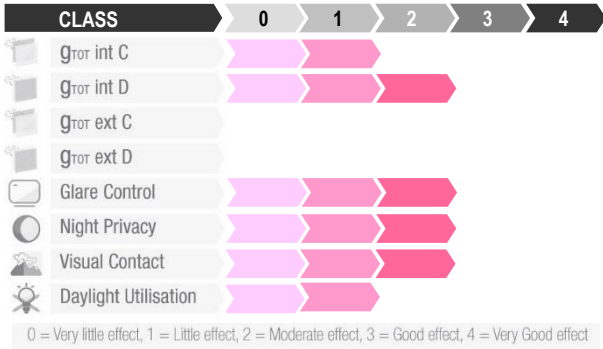 CLASS 0 1 2 3 4
gTOT int C
gTOT int D
gTOT ext C
gTOT ext D
Glare Control
Night Privacy
Visual Contact
Daylight Utilisation
0 = Very little effect, 1 = Little effect, 2 = Moderate effect, 3 = Good effect, 4 = Very Good effect